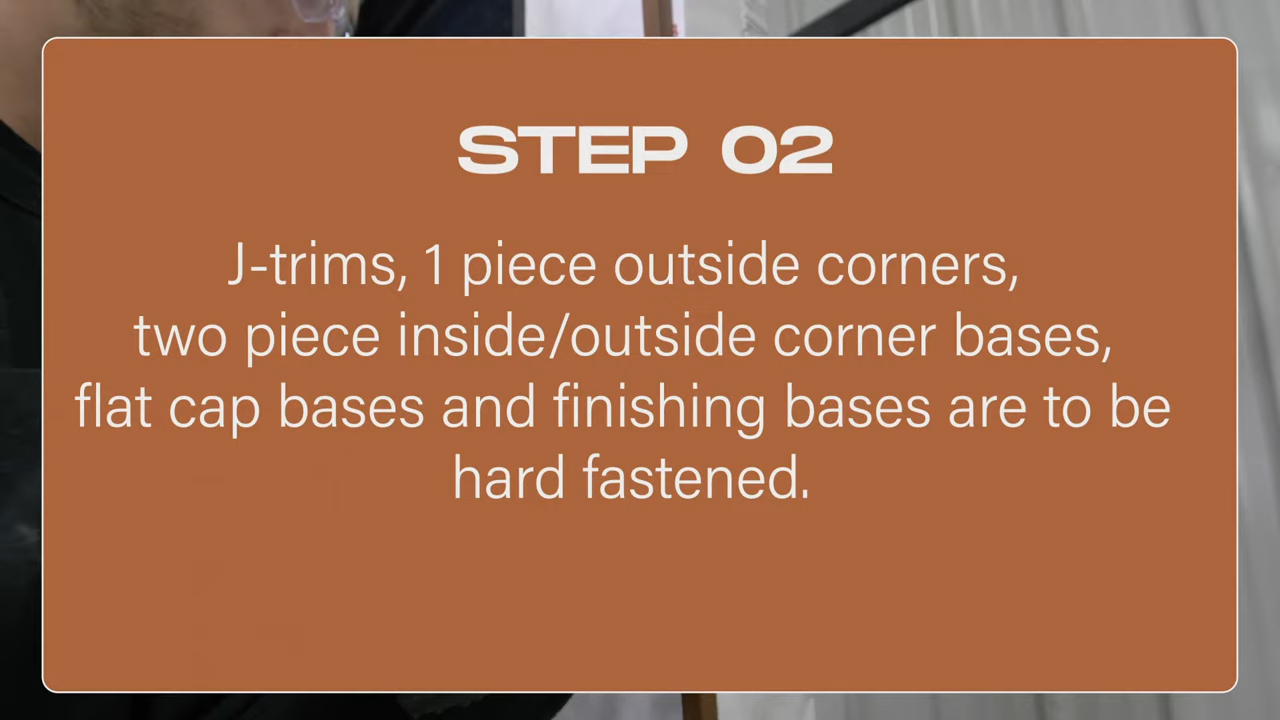 STEP 02
J-trims, 1 piece outside corners,
two piece inside/outside corner bases,
flat cap bases and finishing bases are to be
hard fastened.